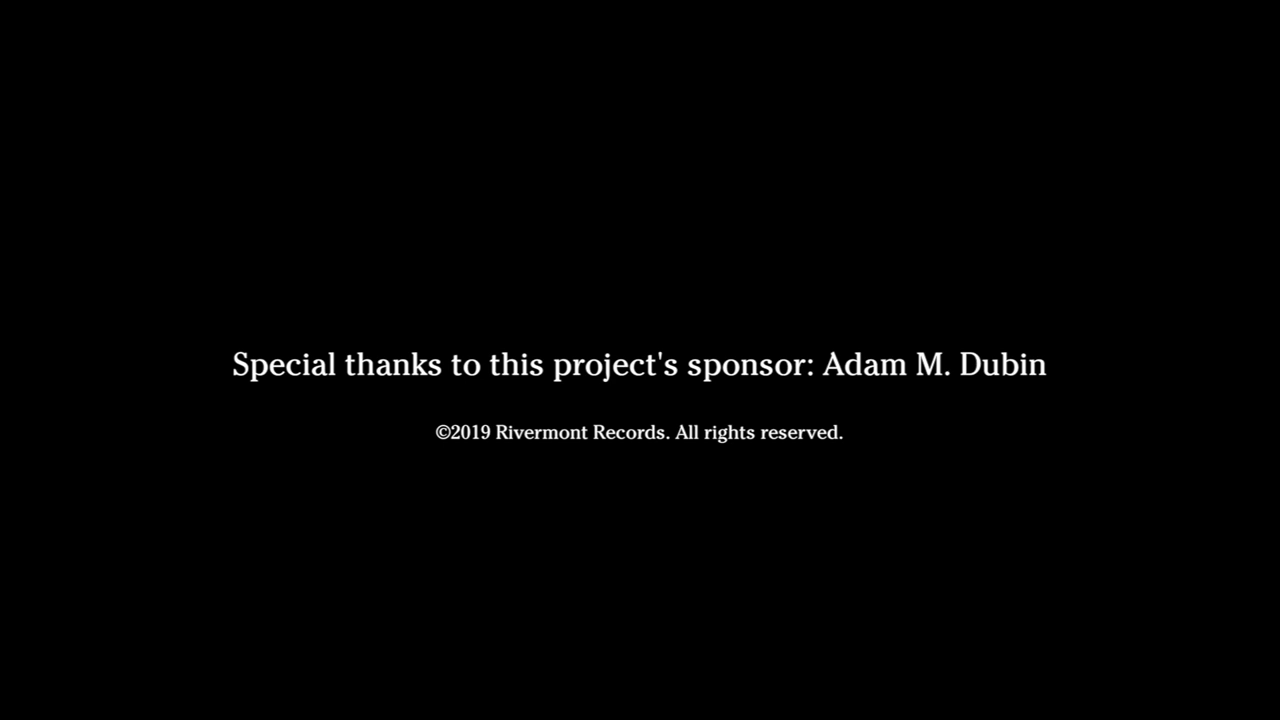 Special thanks to this project's sponsor: Adam M. Dubin
©2019 Rivermont Records. All rights reserved.